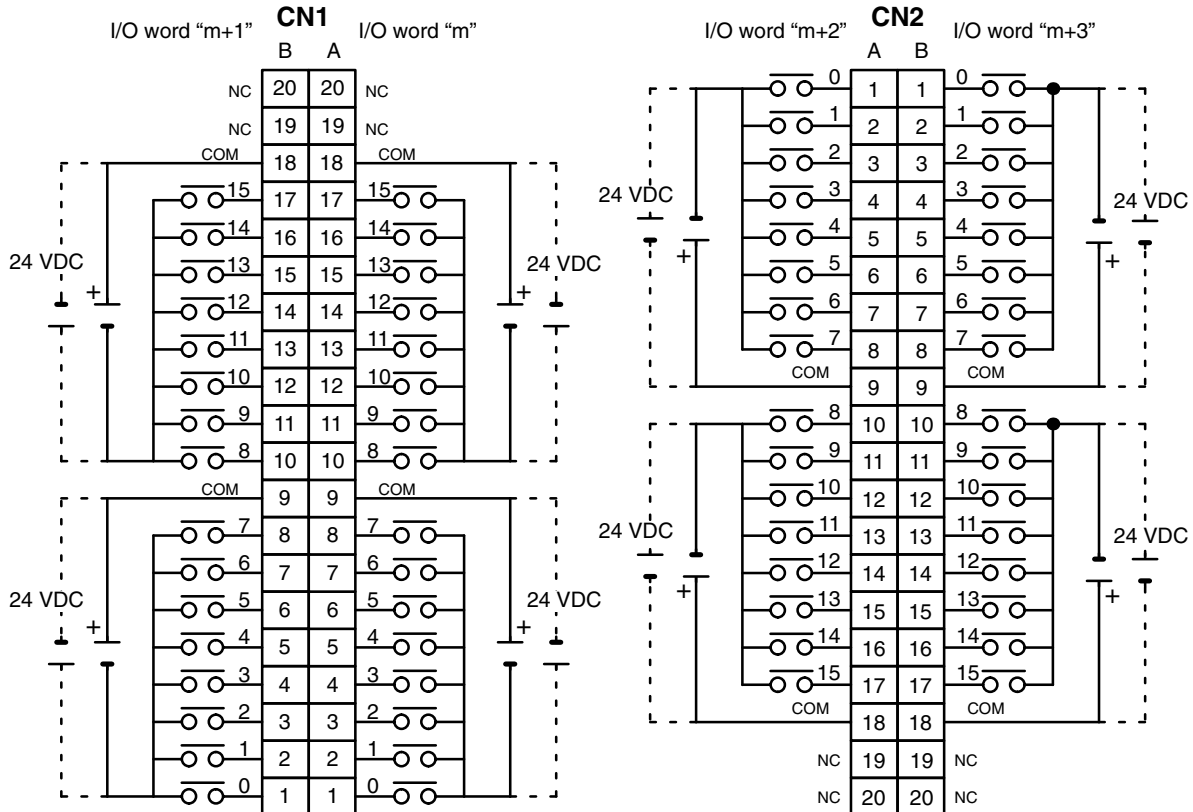 CN1
I/O word “m+1”
I/O word “m”
B A
NC 20 20 NC
NC 19 19 NC
COM 18 18 COM
15 17 17 15
14 16 16 14
13 15 15 13
24 VDC 24 VDC
+ +
12 14 14 12
11 13 13 11
10 12 12 10
9 11 11 9
8 10 10 8
COM 9 9 COM
7 8 8 7
6 7 7 6
5 6 6 5
24 VDC 24 VDC
+ +
4 5 5 4
3 4 4 3
2 3 3 2
1 2 2 1
0 1 1 0
CN2
I/O word “m+2”
I/O word “m+3”
A B
0 1 1 0
1 2 2 1
2 3 3 2
3 4 4 3
24 VDC 24 VDC
4 5 5 4
+ +
5 6 6 5
6 7 7 6
7 8 8 7
COM 9 9 COM
8 10 10 8
9 11 11 9
10 12 12 10
11 13 13 11
24 VDC 24 VDC
12 14 14 12
+ +
13 15 15 13
14 16 16 14
15 17 17 15
COM 18 18 COM
NC 19 19 NC
NC 20 20 NC